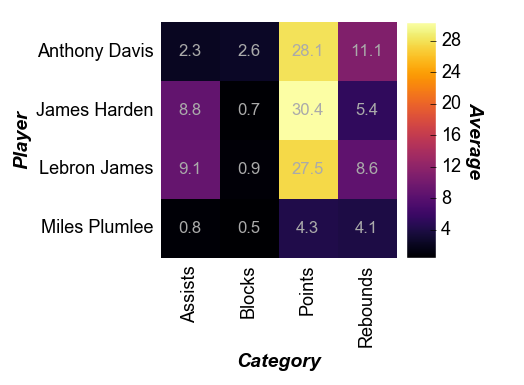 Anthony Davis 2.3 2.6 28.1 11.1
James Harden 8.8 0.7 30.4 5.4
Lebron James 9.1 0.9 27.5 8.6
Miles Plumlee 0.8 0.5 4.3 4.1
Player
Assists
Blocks
Points
Rebounds
Category
28
24
20
16
12
8
4
Average